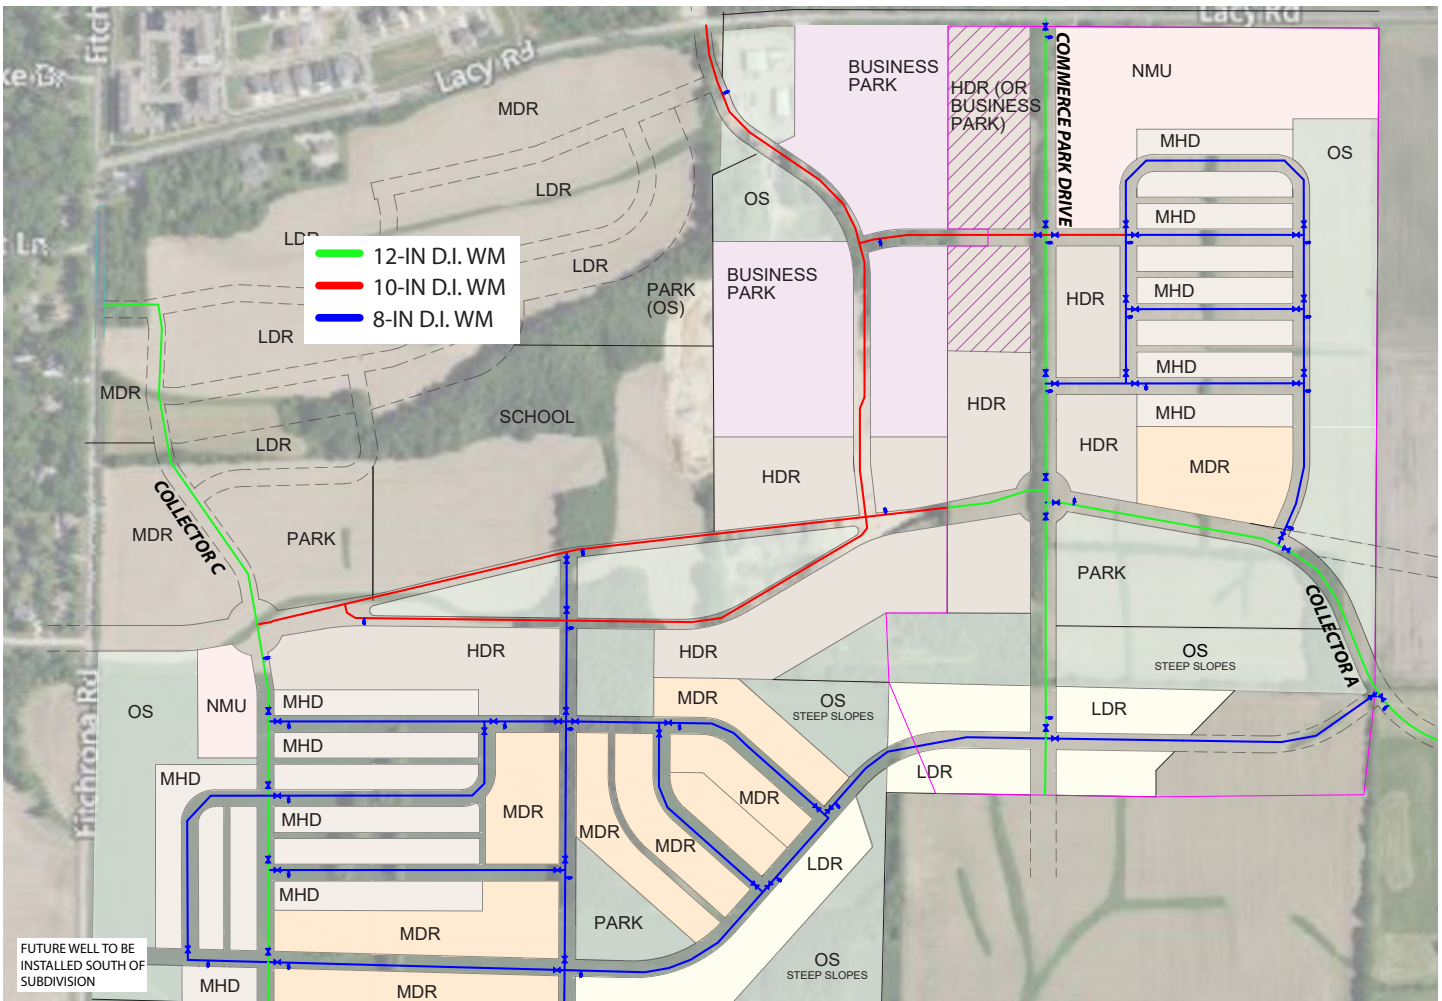 Fitch
Lacy Rd
ke Dr.
Lacy Rd
MDR
BUSINESS
PARK
HDR (OR
BUSINESS
PARK)
COMMERCE PARK DRIVE
NMU
MHD
OS
LDR
OS
MHD
LDR
Ln.
12-IN D.I. WM
10-IN D.I. WM
8-IN D.I. WM
LDR
PARK
(OS)
BUSINESS
PARK
HDR
MHD
LDR
MHD
MDR
HDR
MHD
SCHOOL
LDR
HDR
MDR
HDR
COLLECTOR C
MDR
PARK
PARK
COLLECTOR A
HDR
HDR
OS
STEEP SLOPES
MDR
OS
STEEP SLOPES
LDR
OS
NMU
MHD
MHD
Fitchrona Rd
MHD
LDR
MDR
MDR
MHD
MDR
MDR
LDR
MHD
PARK
MDR
FUTURE WELL TO BE
INSTALLED SOUTH OF
SUBDIVISION
OS
STEEP SLOPES
MHD
MDR